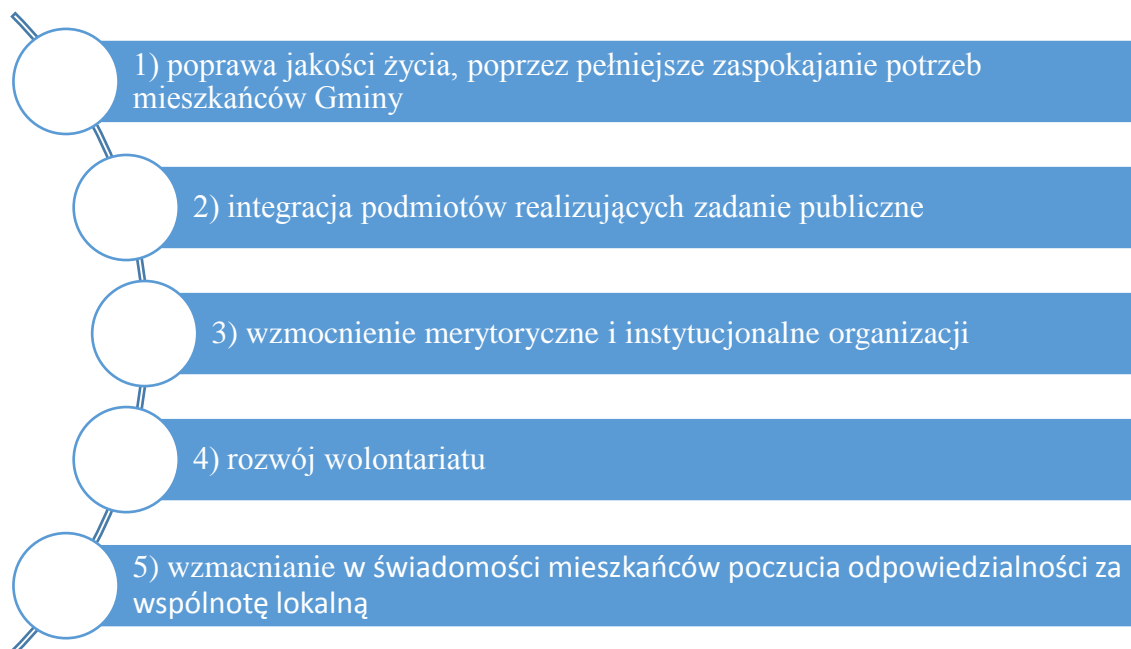 1) poprawa jakości życia, poprzez pełniejsze zaspokajanie potrzeb
mieszkańców Gminy
2) integracja podmiotów realizujących zadanie publiczne
3) wzmocnienie merytoryczne i instytucjonalne organizacji
4) rozwój wolontariatu
5) wzmacnianie w świadomości mieszkańców poczucia odpowiedzialności za
wspólnotę lokalną